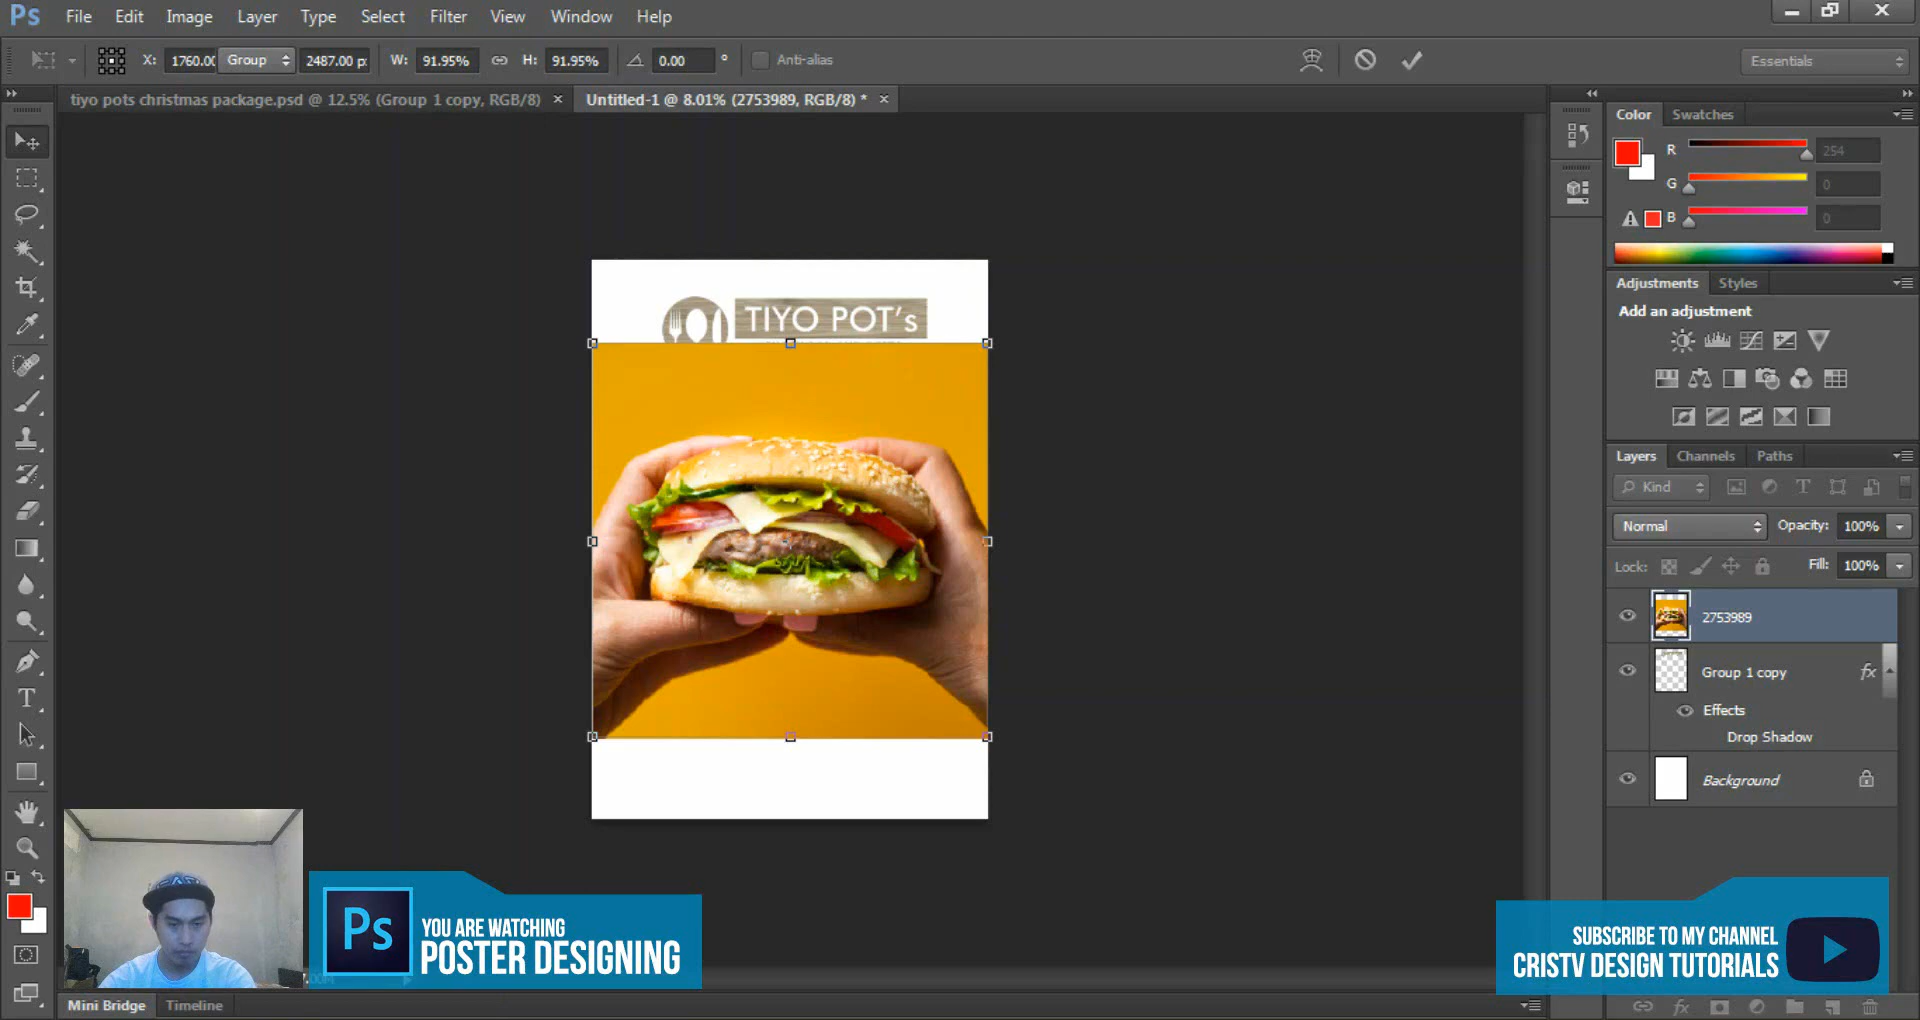 Ps File Edit Image Layer Type Select Filter View Window Help
X: 1760.00 Group 2487.00 p: W: 91.95% H: 91.95% 0.00 ° Anti-alias Essentials
tiyo pots christmas package.psd @ 12.5% (Group 1 copy, RGB/8) × Untitled-1 @ 8.01% (2753989, RGB/8) * ×
Color Swatches
R 254
G 0
B 0
Adjustments Styles
Add an adjustment
TIYO POT's
Layers Channels Paths
Kind
Normal Opacity: 100%
Lock: Fill: 100%
2753989
Group 1 copy fx
Effects
Drop Shadow
Background
T
Ps
YOU ARE WATCHING
POSTER DESIGNING
SUBSCRIBE TO MY CHANNEL
CRISTV DESIGN TUTORIALS
Mini Bridge Timeline
fx